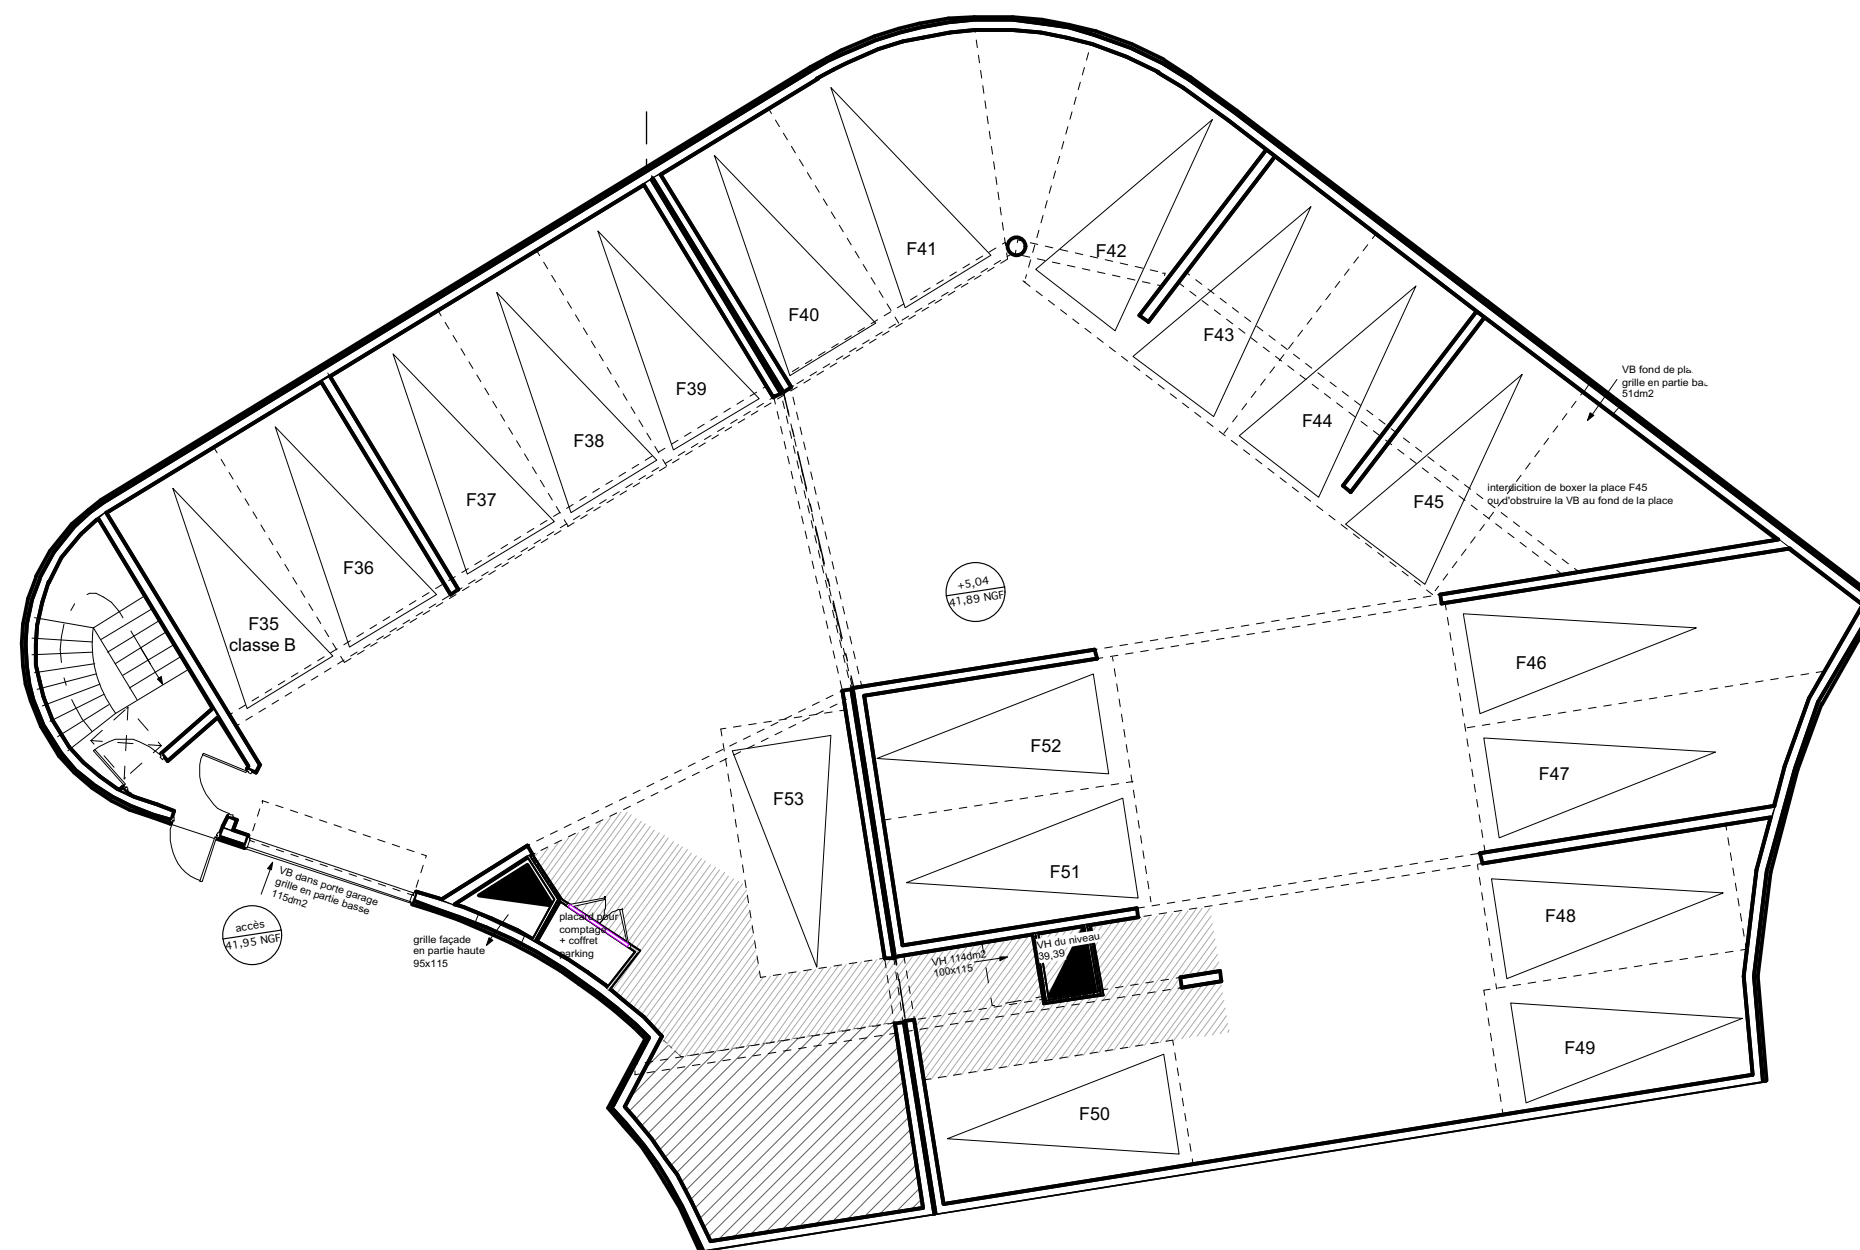 F41
F42
F40
F43
F39
F44
F38
F45
F37
F36
F35
classe B
VB fond de
grille en partie
51dm2
interdicition de boxer la place F45
ou d'obstruire la VB au fond de la place
+5,04
41,89 NGF
F46
F47
F52
F51
F53
F48
F49
F50
VB dans porte garage
grille en partie basse
115dm2
accès
41,95 NGF
grille façade
en partie haute
95x115
placard pour
comptage
+ coffret
parking
VH 114dm2
100x115
VH du niveau
39,39